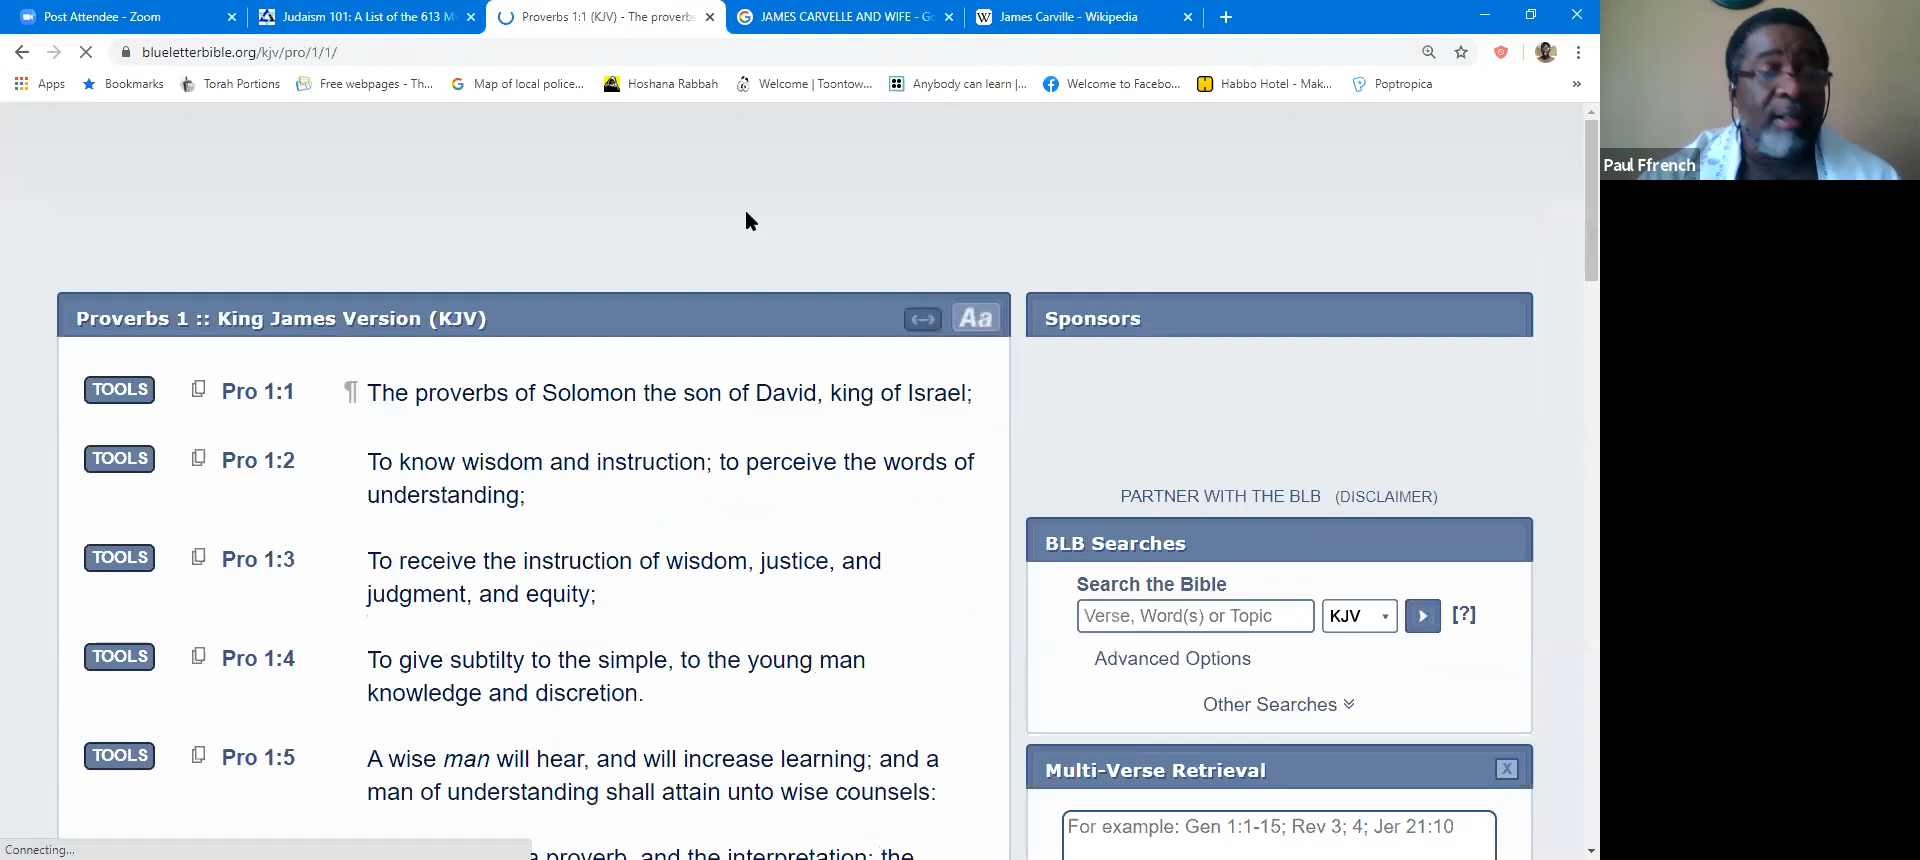 Post Attendee - Zoom
Judaism 101: A List of the 613 M
Proverbs 1:1 (KJV) - The proverbs
JAMES CARVELLE AND WIFE - Go
James Carville - Wikipedia
blueletterbible.org/kjv/pro/1/1/
Apps
Bookmarks
Torah Portions
Free webpages - Th...
Map of local police...
Hoshana Rabbah
Welcome | Toontow...
Anybody can learn |...
Welcome to Facebo...
Habbo Hotel - Mak...
Poptropica
Paul Ffrench
Proverbs 1 :: King James Version (KJV)
Aa
TOOLS Pro 1:1 ¶ The proverbs of Solomon the son of David, king of Israel;
TOOLS Pro 1:2 To know wisdom and instruction; to perceive the words of
understanding;
TOOLS Pro 1:3 To receive the instruction of wisdom, justice, and
judgment, and equity;
TOOLS Pro 1:4 To give subtilty to the simple, to the young man
knowledge and discretion.
TOOLS Pro 1:5 A wise man will hear, and will increase learning; and a
man of understanding shall attain unto wise counsels:
a proverb, and the interpretation; the
Sponsors
PARTNER WITH THE BLB (DISCLAIMER)
BLB Searches
Search the Bible
Verse, Word(s) or Topic KJV [?]
Advanced Options
Other Searches
Multi-Verse Retrieval X
For example: Gen 1:1-15; Rev 3; 4; Jer 21:10
Connecting...